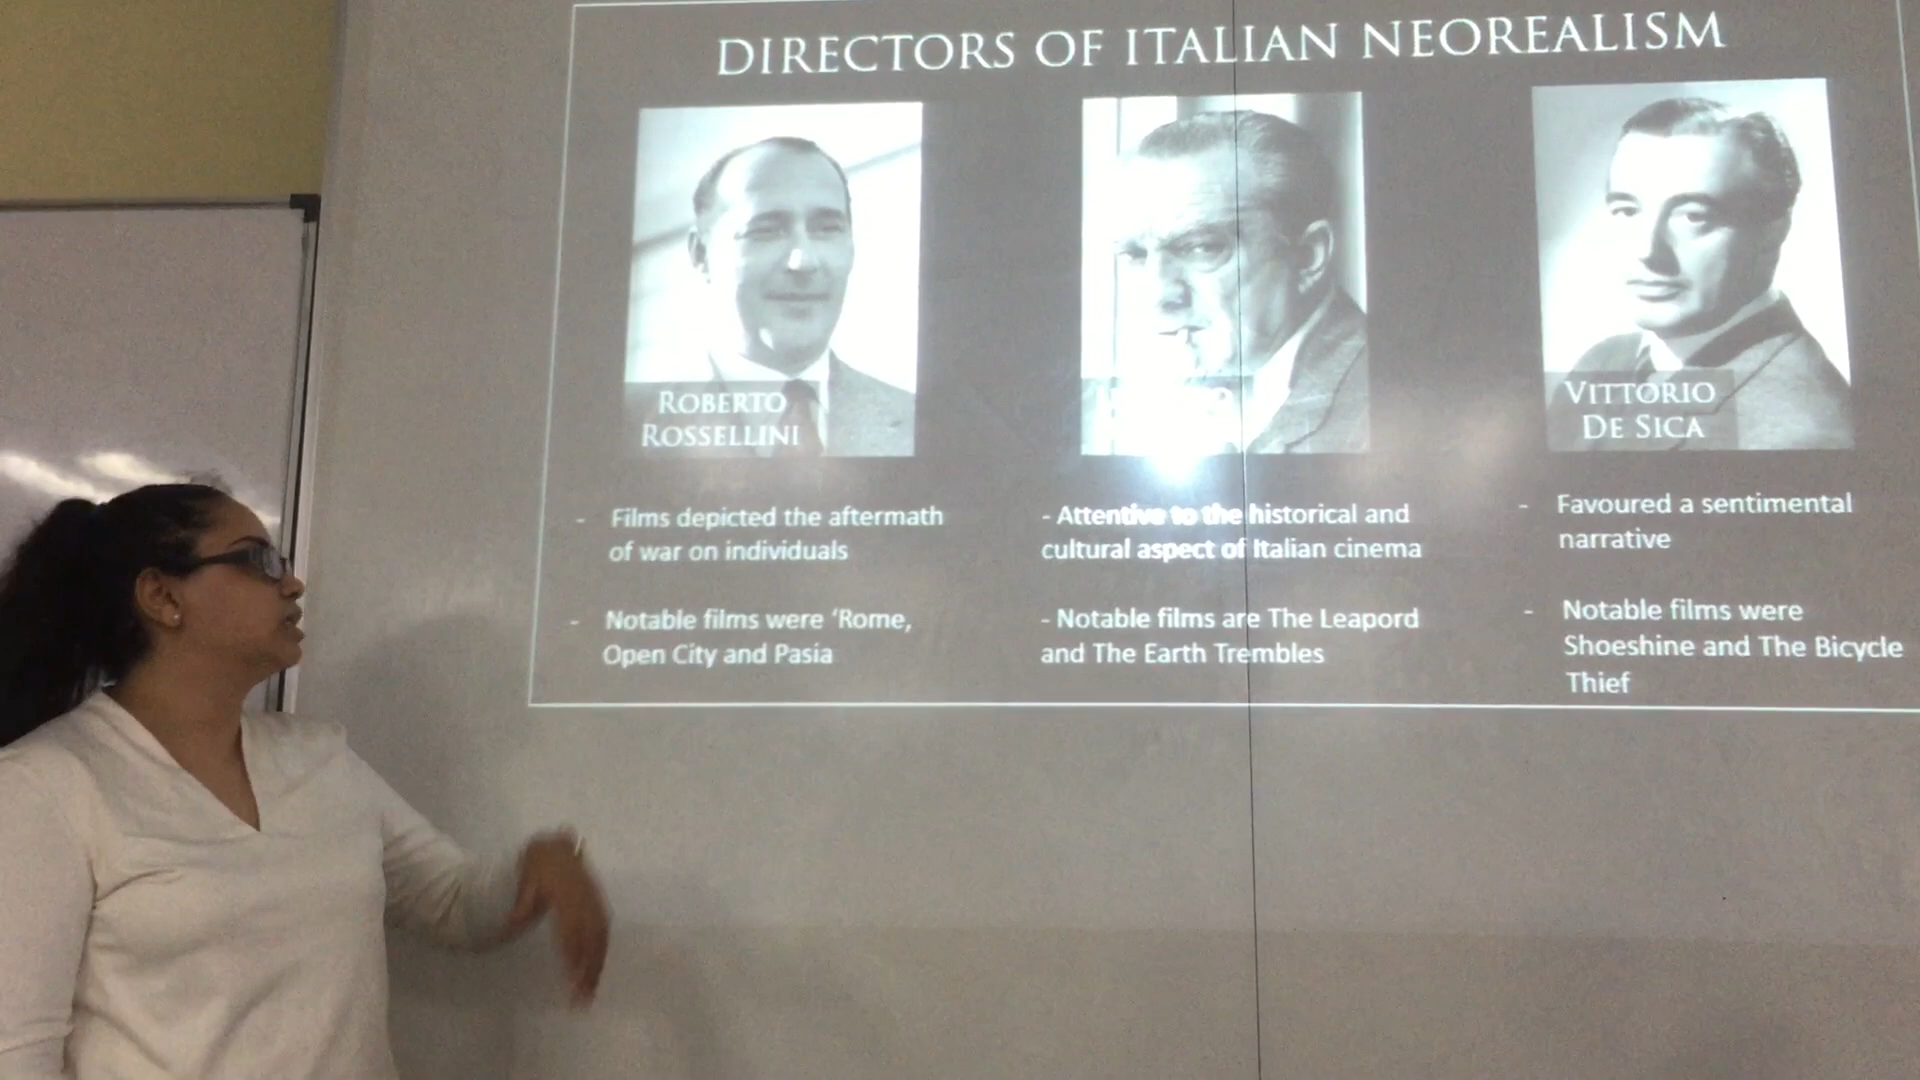 DIRECTORS OF ITALIAN NEOREALISM
ROBERTO
ROSSELLINI
- Films depicted the aftermath
of war on individuals
- Notable films were ‘Rome,
Open City and Pasia
- Attentive to the historical and
cultural aspect of Italian cinema
- Notable films are The Leapord
and The Earth Trembles
VITTORIO
DE SICA
- Favoured a sentimental
narrative
- Notable films were
Shoeshine and The Bicycle
Thief